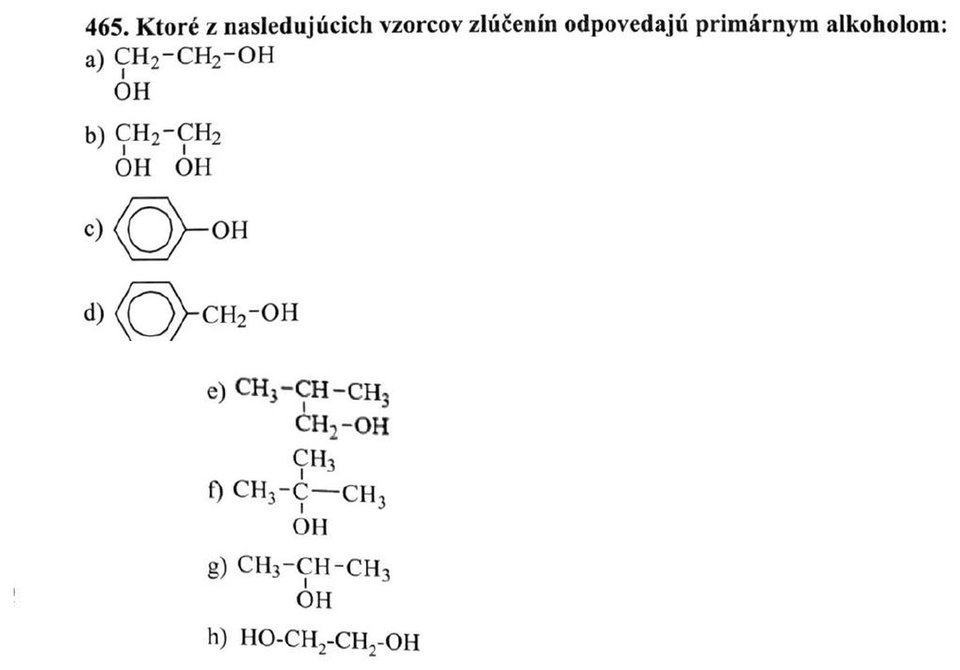 465. Ktoré z nasledujúcich vzorcov zlúčenín odpovedajú primárnym alkoholom:
a) CH₂-CH₂-OH
OH
b) CH₂-CH₂
OH OH
c) -OH
d) -CH₂-OH
e) CH₃-CH-CH₃
CH₂-OH
CH₃
f) CH₃-C—CH₃
OH
g) CH₃-CH-CH₃
OH
h) HO-CH₂-CH₂-OH